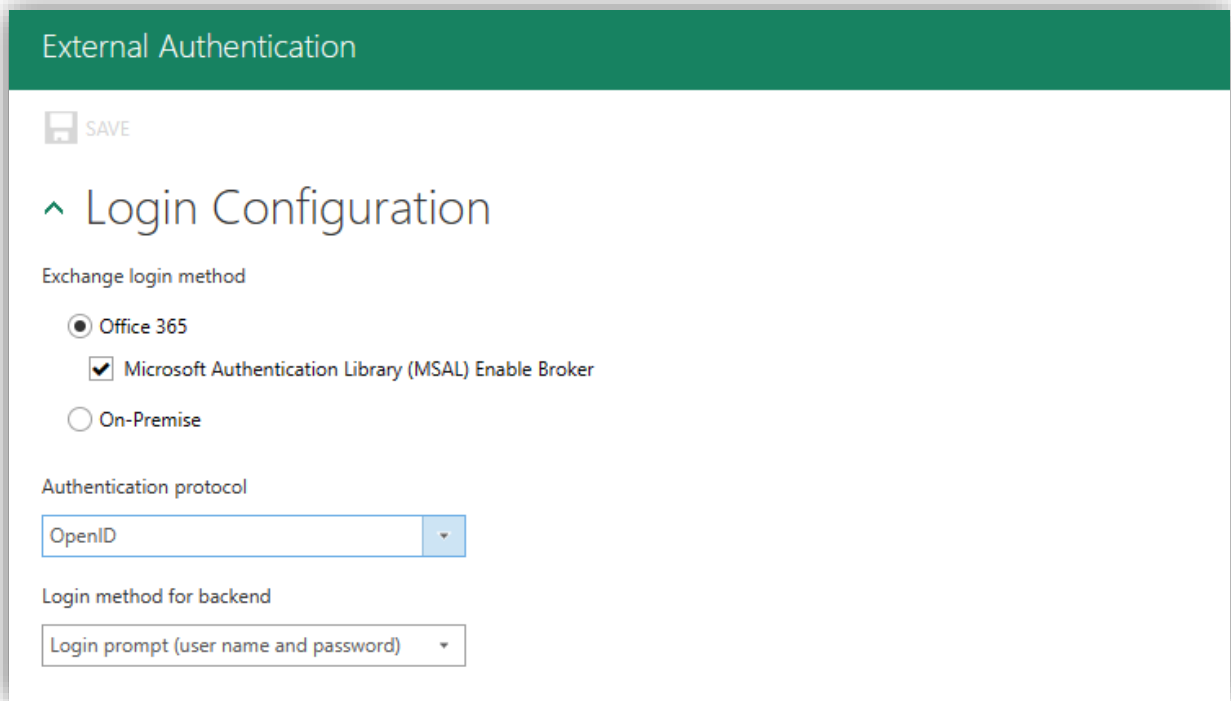 External Authentication
SAVE
Login Configuration
Exchange login method
Office 365
Microsoft Authentication Library (MSAL) Enable Broker
On-Premise
Authentication protocol
OpenID
Login method for backend
Login prompt (user name and password)